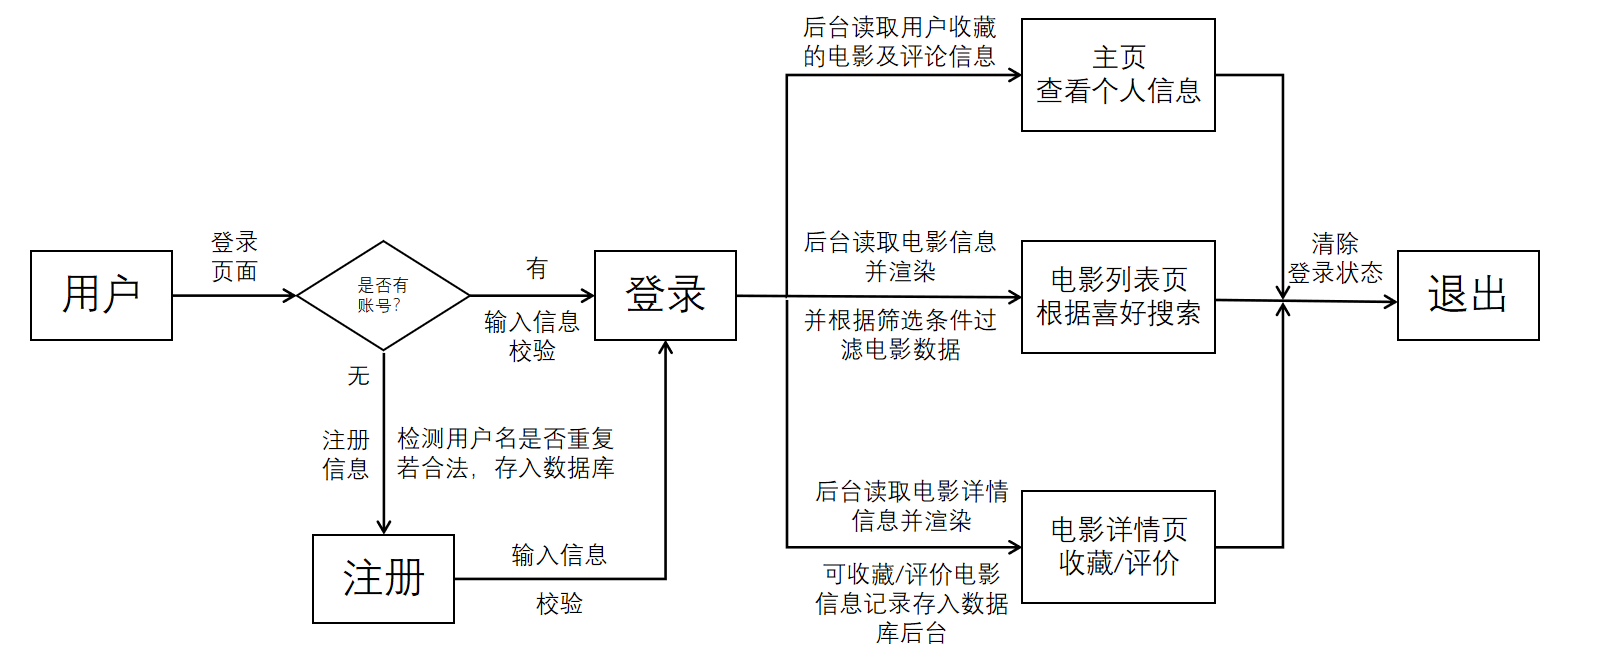 用户
登录
页面
是否有
账号?
有
输入信息
校验
登录
无
注册
信息
检测用户名是否重复
若合法，存入数据库
注册
输入信息
校验
后台读取用户收藏
的电影及评论信息
主页
查看个人信息
后台读取电影信息
并渲染
并根据筛选条件过
滤电影数据
电影列表页
根据喜好搜索
后台读取电影详情
信息并渲染
可收藏/评价电影
信息记录存入数据
库后台
电影详情页
收藏/评价
清除
登录状态
退出